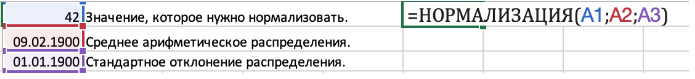 42 Значение, которое нужно нормализовать. =НОРМАЛИЗАЦИЯ(A1;A2;A3)
09.02.1900 Среднее арифметическое распределения.
01.01.1900 Стандартное отклонение распределения.